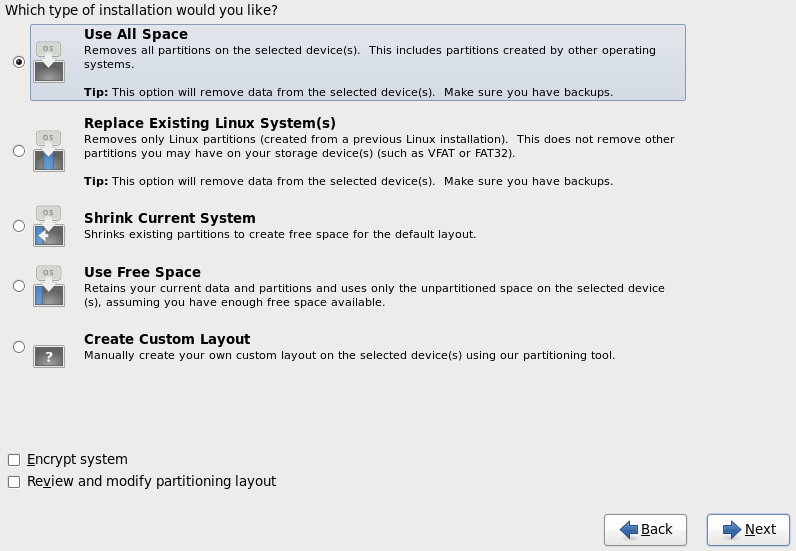 Which type of installation would you like?
OS
Use All Space
Removes all partitions on the selected device(s).  This includes partitions created by other operating
systems.
Tip: This option will remove data from the selected device(s).  Make sure you have backups.
OS
Replace Existing Linux System(s)
Removes only Linux partitions (created from a previous Linux installation).  This does not remove other
partitions you may have on your storage device(s) (such as VFAT or FAT32).
Tip: This option will remove data from the selected device(s).  Make sure you have backups.
OS
Shrink Current System
Shrinks existing partitions to create free space for the default layout.
OS
Use Free Space
Retains your current data and partitions and uses only the unpartitioned space on the selected device
(s), assuming you have enough free space available.
?
Create Custom Layout
Manually create your own custom layout on the selected device(s) using our partitioning tool.
Encrypt system
Review and modify partitioning layout
Back
Next